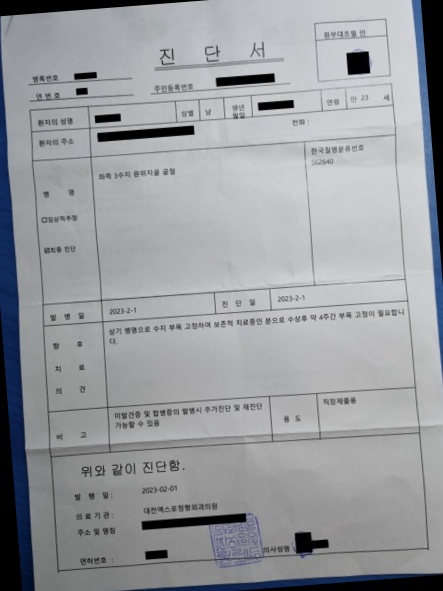 진 단 서
원부대조필 인
병록번호
연 번 호
주민등록번호
환자의 성명
성별
남
생년
월일
연령
만 23 세
환자의 주소
전화 :
병 명
좌측 3수지 원위지골 골절
한국질병분류번호
S62640
□임상적추정
☑최종 진단
발 병 일
2023-2-1
진 단 일
2023-2-1
향 후
치 료
의 견
상기 병명으로 수지 부목 고정하여 보존적 치료중인 분으로 수상후 약 4주간 부목 고정이 필요합니
다.
비 고
미발견증 및 합병증의 발생시 추가진단 및 재진단
가능할 수 있음
용 도
직장제출용
위와 같이 진단함.
발 행 일 :
2023-02-01
의 료 기 관 :
대전엑스포정형외과의원
주소 및 명칭
면허번호 :
의사성명